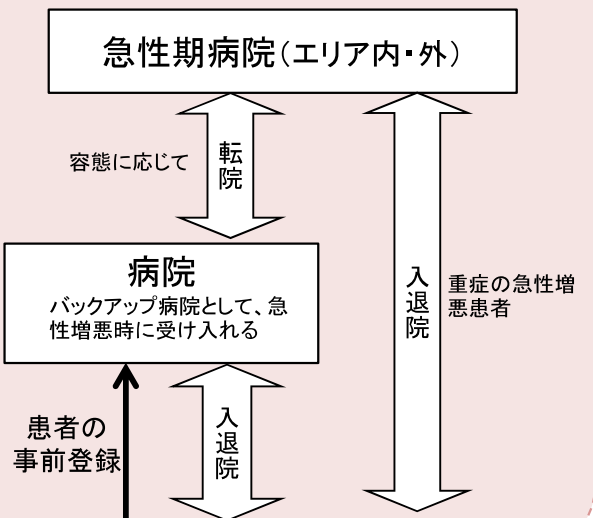 急性期病院（エリア内・外）
容態に応じて
転院
病院
バックアップ病院として、急
性増悪時に受け入れる
入退院
重症の急性増
悪患者
患者の
事前登録
入退院